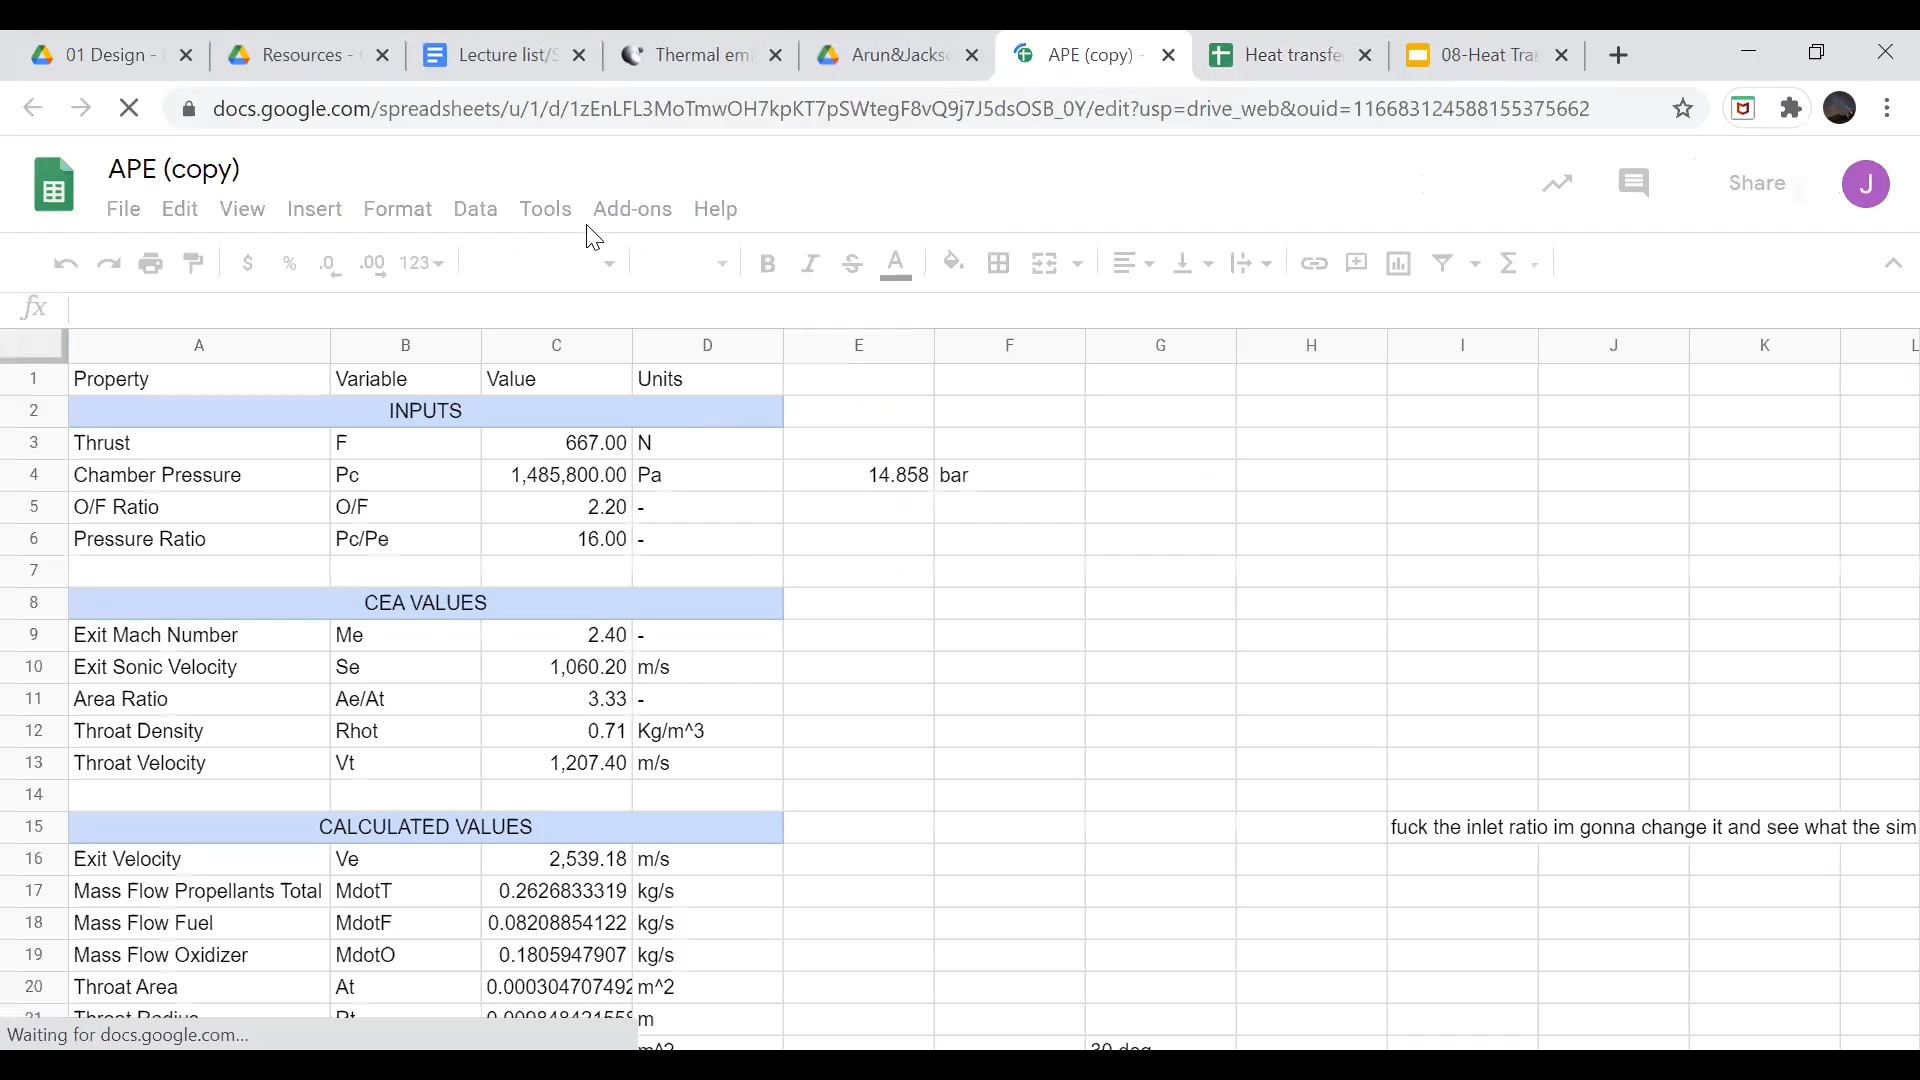 01 Design -
Resources -
Lecture list/S
Thermal emi
Arun&Jackso
APE (copy) -
Heat transfe
08-Heat Tra
docs.google.com/spreadsheets/u/1/d/1zEnLFL3MoTmwOH7kpKT7pSWtegF8vQ9j7J5dsOSB_0Y/edit?usp=drive_web&ouid=116683124588155375662
APE (copy)
File Edit View Insert Format Data Tools Add-ons Help
Share
J
$ % .0 .00 123
B I S A
fx
A B C D E F G H I J K L
1 Property Variable Value Units
2 INPUTS
3 Thrust F 667.00 N
4 Chamber Pressure Pc 1,485,800.00 Pa 14.858 bar
5 O/F Ratio O/F 2.20 -
6 Pressure Ratio Pc/Pe 16.00 -
7
8 CEA VALUES
9 Exit Mach Number Me 2.40 -
10 Exit Sonic Velocity Se 1,060.20 m/s
11 Area Ratio Ae/At 3.33 -
12 Throat Density Rhot 0.71 Kg/m^3
13 Throat Velocity Vt 1,207.40 m/s
14
15 CALCULATED VALUES fuck the inlet ratio im gonna change it and see what the sim
16 Exit Velocity Ve 2,539.18 m/s
17 Mass Flow Propellants Total MdotT 0.2626833319 kg/s
18 Mass Flow Fuel MdotF 0.08208854122 kg/s
19 Mass Flow Oxidizer MdotO 0.1805947907 kg/s
20 Throat Area At 0.000304707492 m^2
21 Throat Radius Rt m
m^2 30 deg
Waiting for docs.google.com...